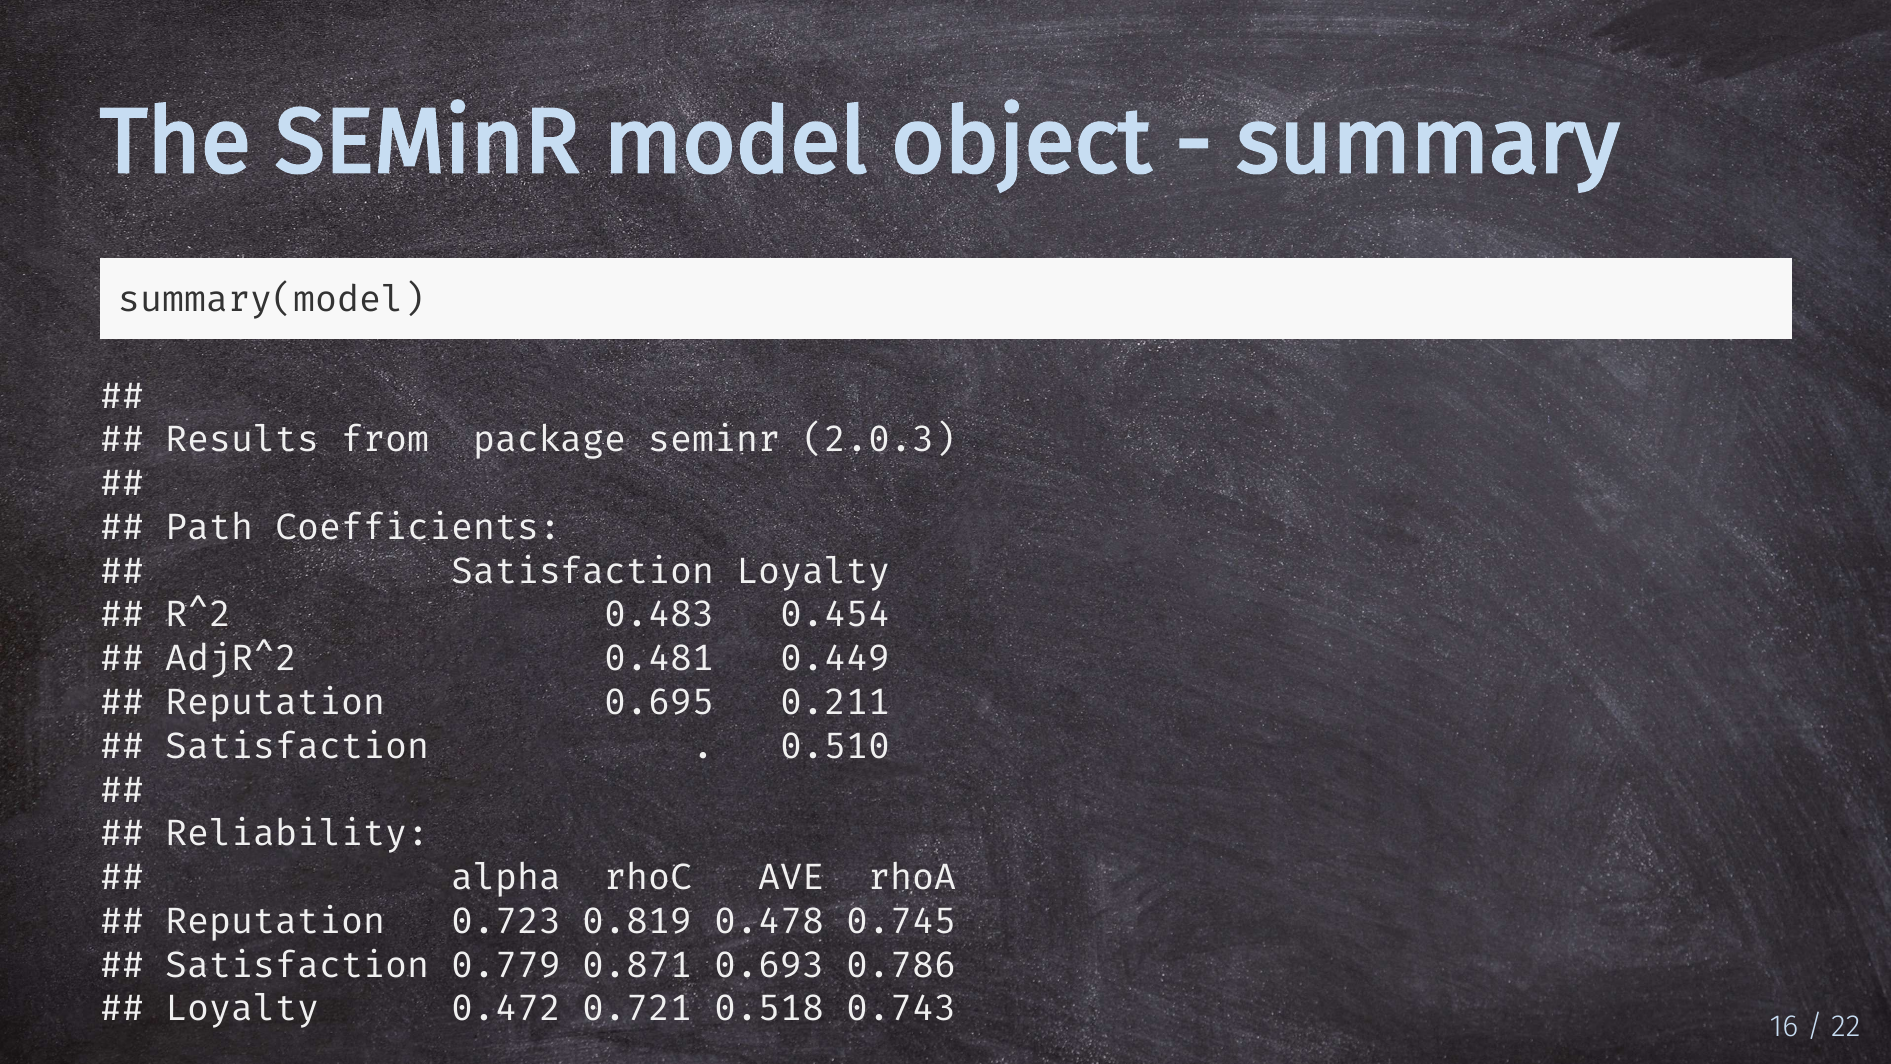 The SEMinR model object - summary
summary(model)
##
## Results from  package seminr (2.0.3)
##
## Path Coefficients:
##              Satisfaction Loyalty
## R^2                 0.483   0.454
## AdjR^2              0.481   0.449
## Reputation          0.695   0.211
## Satisfaction            .   0.510
##
## Reliability:
##              alpha  rhoC   AVE  rhoA
## Reputation   0.723 0.819 0.478 0.745
## Satisfaction 0.779 0.871 0.693 0.786
## Loyalty      0.472 0.721 0.518 0.743
16 / 22